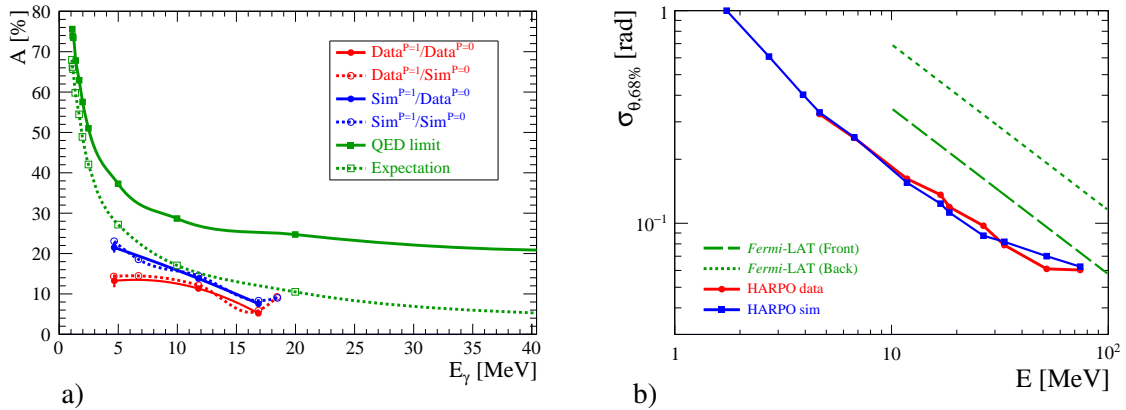 A [%]
80
70
60
50
40
30
20
10
0
0 5 10 15 20 25 30 35 40
E_γ [MeV]
Data^{P=1}/Data^{P=0}
Data^{P=1}/Sim^{P=0}
Sim^{P=1}/Data^{P=0}
Sim^{P=1}/Sim^{P=0}
QED limit
Expectation
a)
σ_{θ,68%} [rad]
1
10^{−1}
Fermi-LAT (Front)
Fermi-LAT (Back)
HARPO data
HARPO sim
1 10 10^2
E [MeV]
b)